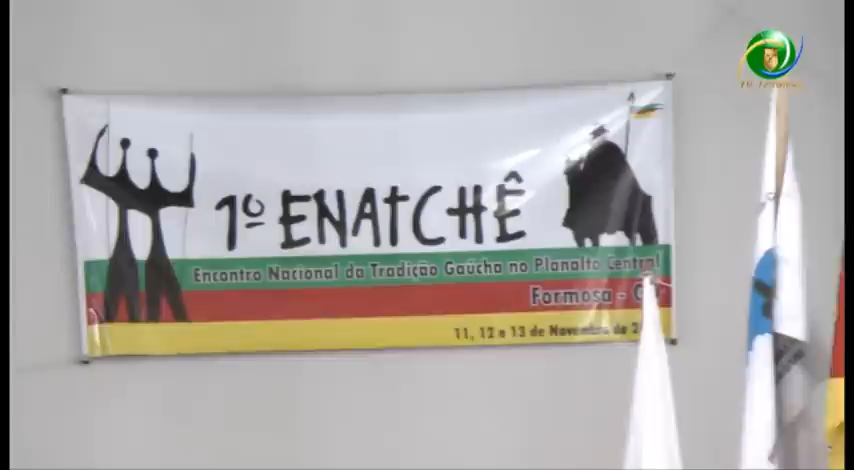 1º ENATCHÊ
Encontro Nacional da Tradição Gaúcha no Planalto Central
Formosa -
11, 12 e 13 de Novembro de